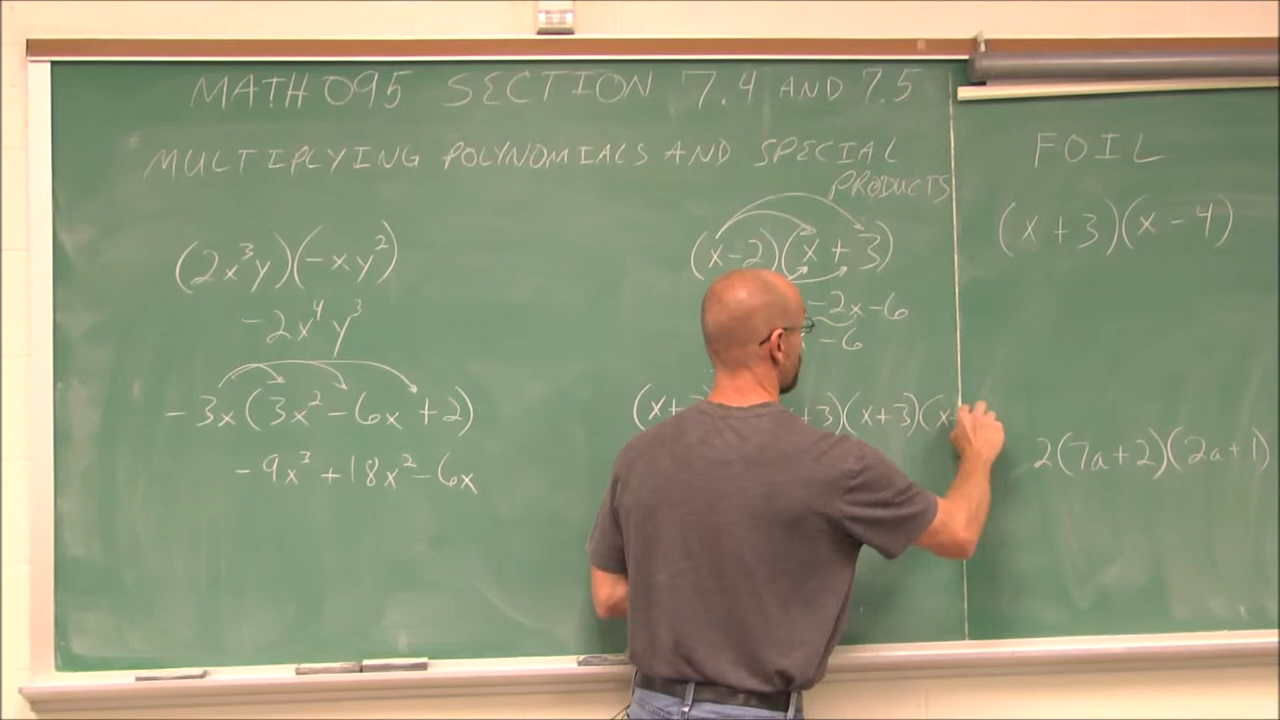 MATH 095 SECTION 7.4 AND 7.5
MULTIPLYING POLYNOMIALS AND SPECIAL
PRODUCTS
(2x³y)(-xy²)
-2x⁴y³
-3x(3x²-6x+2)
-9x³+18x²-6x
(x-2)(x+3)
-2x-6
-6
(x+
+3)(x+3)(x
FOIL
(x+3)(x-4)
2(7a+2)(2a+1)